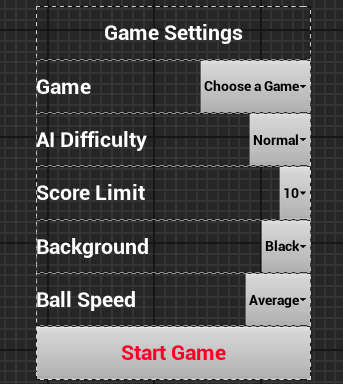 Game Settings
Game Choose a Game
AI Difficulty Normal
Score Limit 10
Background Black
Ball Speed Average
Start Game